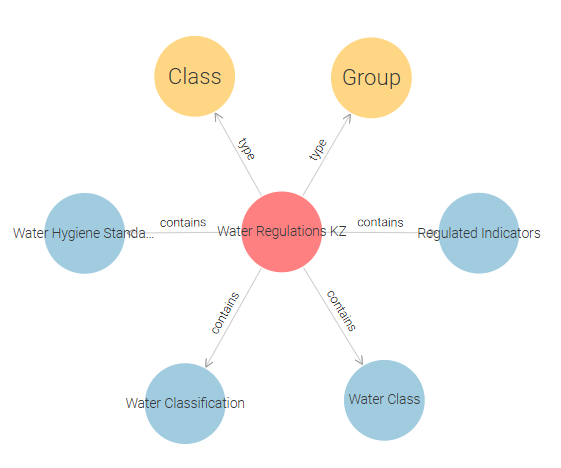 Class
Group
type
type
contains
contains
Water Hygiene Standa...
Water Regulations KZ
Regulated Indicators
contains
contains
Water Classification
Water Class